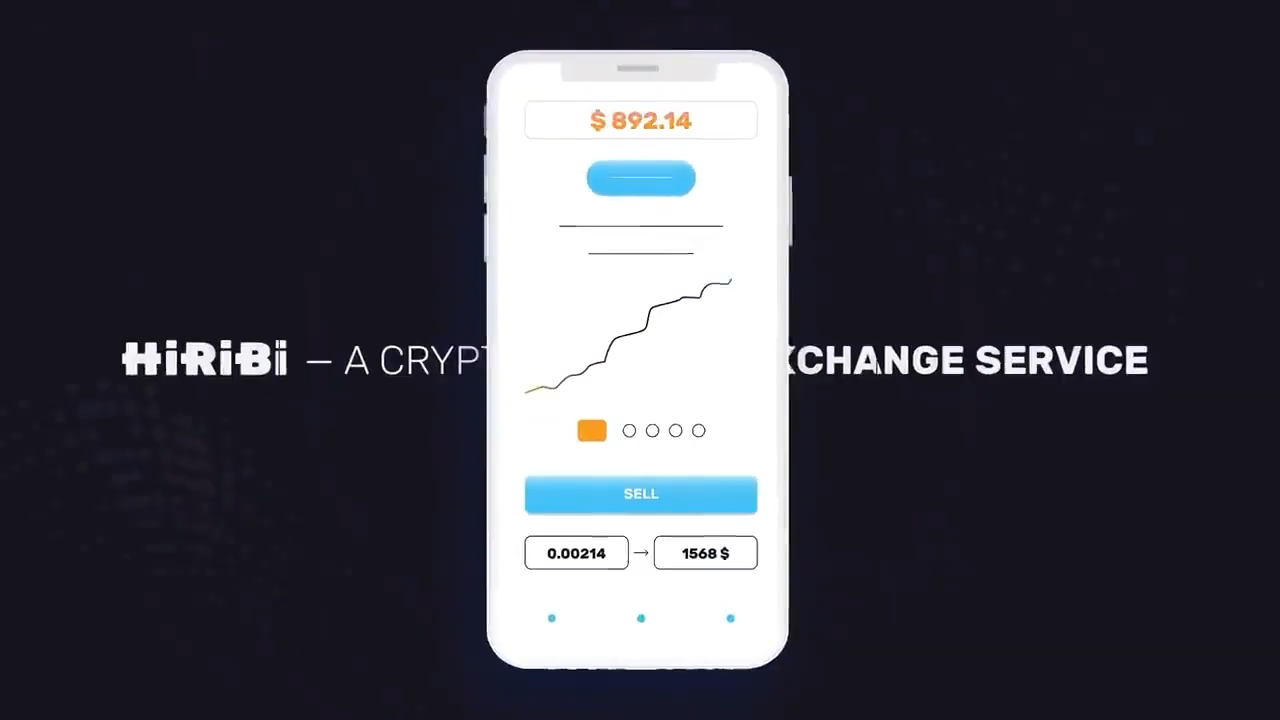 $ 892.14
HiRiBi – A CRYPT
XCHANGE SERVICE
SELL
0.00214 → 1568 $